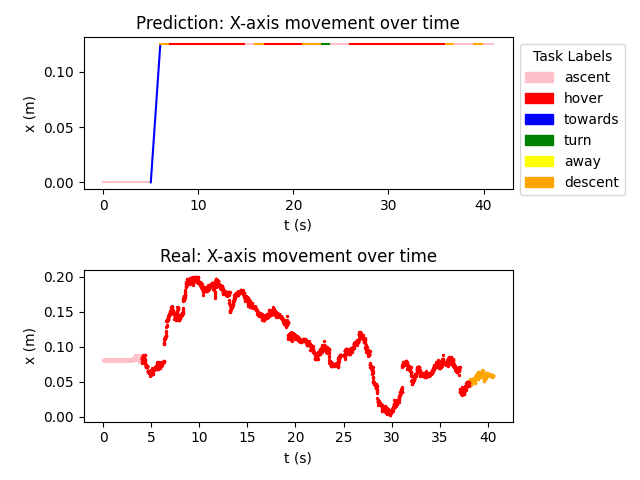 Prediction: X-axis movement over time
x (m)
0.10
0.05
0.00
0 10 20 30 40
t (s)
Task Labels
ascent
hover
towards
turn
away
descent
Real: X-axis movement over time
x (m)
0.20
0.15
0.10
0.05
0.00
0 5 10 15 20 25 30 35 40
t (s)